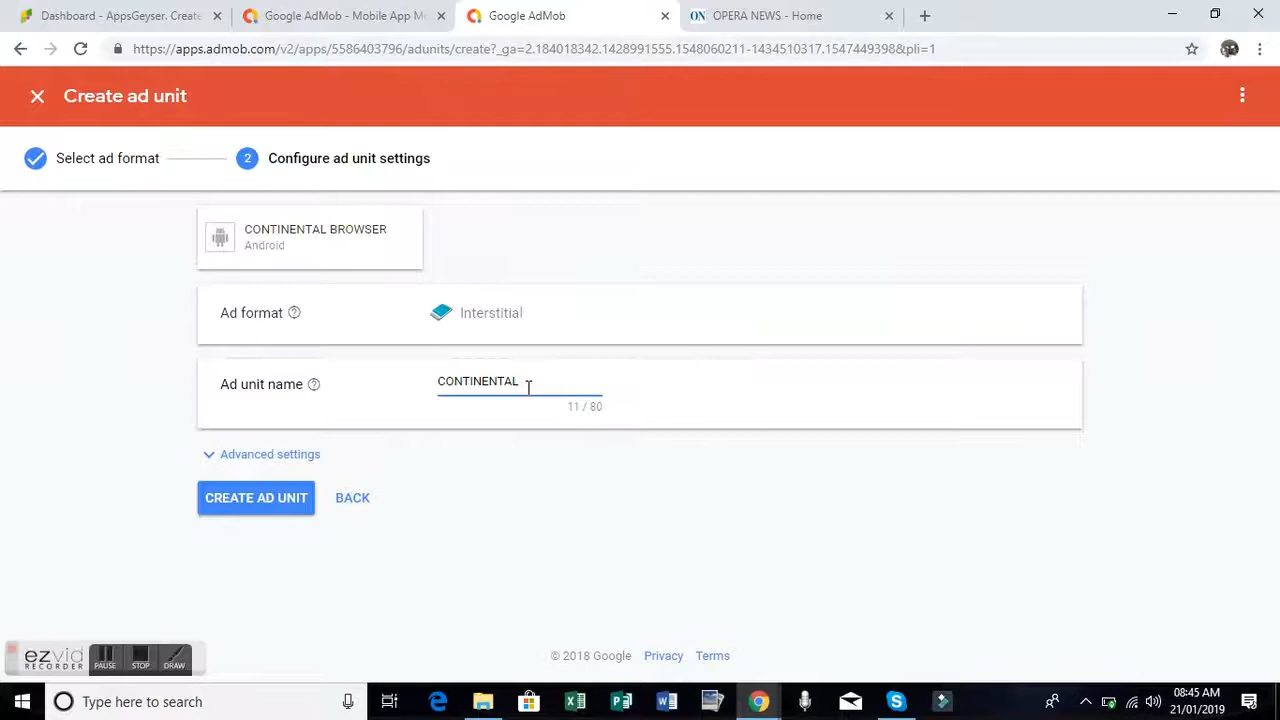 Dashboard - AppsGeyser. Create
Google AdMob - Mobile App M
Google AdMob
ON OPERA NEWS - Home
https://apps.admob.com/v2/apps/5586403796/adunits/create?_ga=2.184018342.1428991555.1548060211-1434510317.1547449398&pli=1
Create ad unit
Select ad format
2 Configure ad unit settings
CONTINENTAL BROWSER
Android
Ad format
Interstitial
Ad unit name
CONTINENTAL
11 / 80
Advanced settings
CREATE AD UNIT
BACK
ezvid
RECORDER
PAUSE
STOP
DRAW
© 2018 Google
Privacy
Terms
Type here to search
08:45 AM
21/01/2019